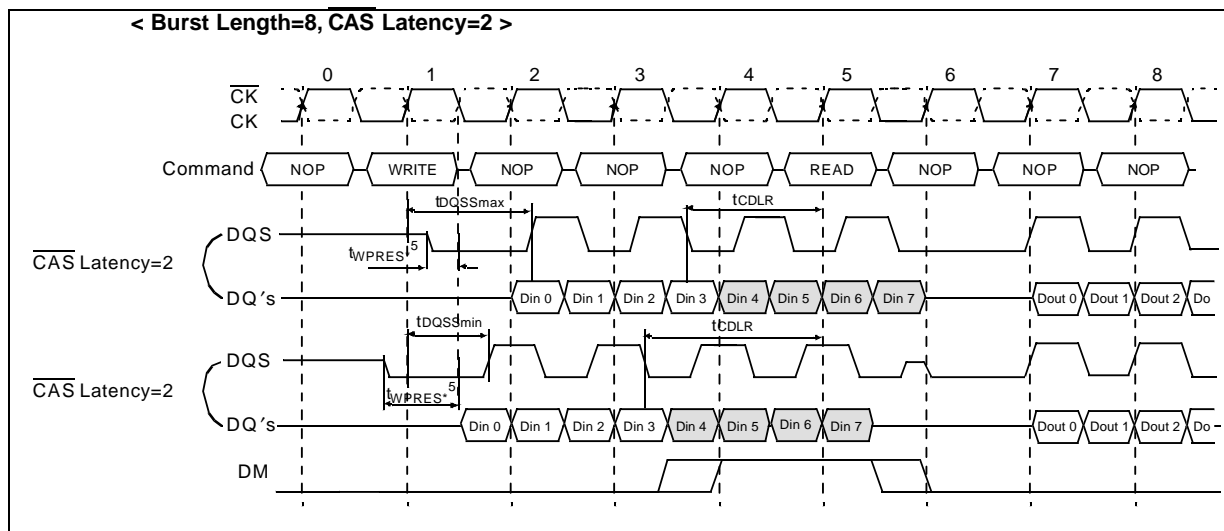 < Burst Length=8, CAS Latency=2 >
0 1 2 3 4 5 6 7 8
CK
CK
Command NOP WRITE NOP NOP NOP READ NOP NOP NOP
tDQSSmax tCDLR
DQS
tWPRES*5
CAS Latency=2
DQ's Din 0 Din 1 Din 2 Din 3 Din 4 Din 5 Din 6 Din 7 Dout 0 Dout 1 Dout 2 Do
tDQSSmin tCDLR
DQS
CAS Latency=2
tWPRES*5
DQ's Din 0 Din 1 Din 2 Din 3 Din 4 Din 5 Din 6 Din 7 Dout 0 Dout 1 Dout 2 Do
DM